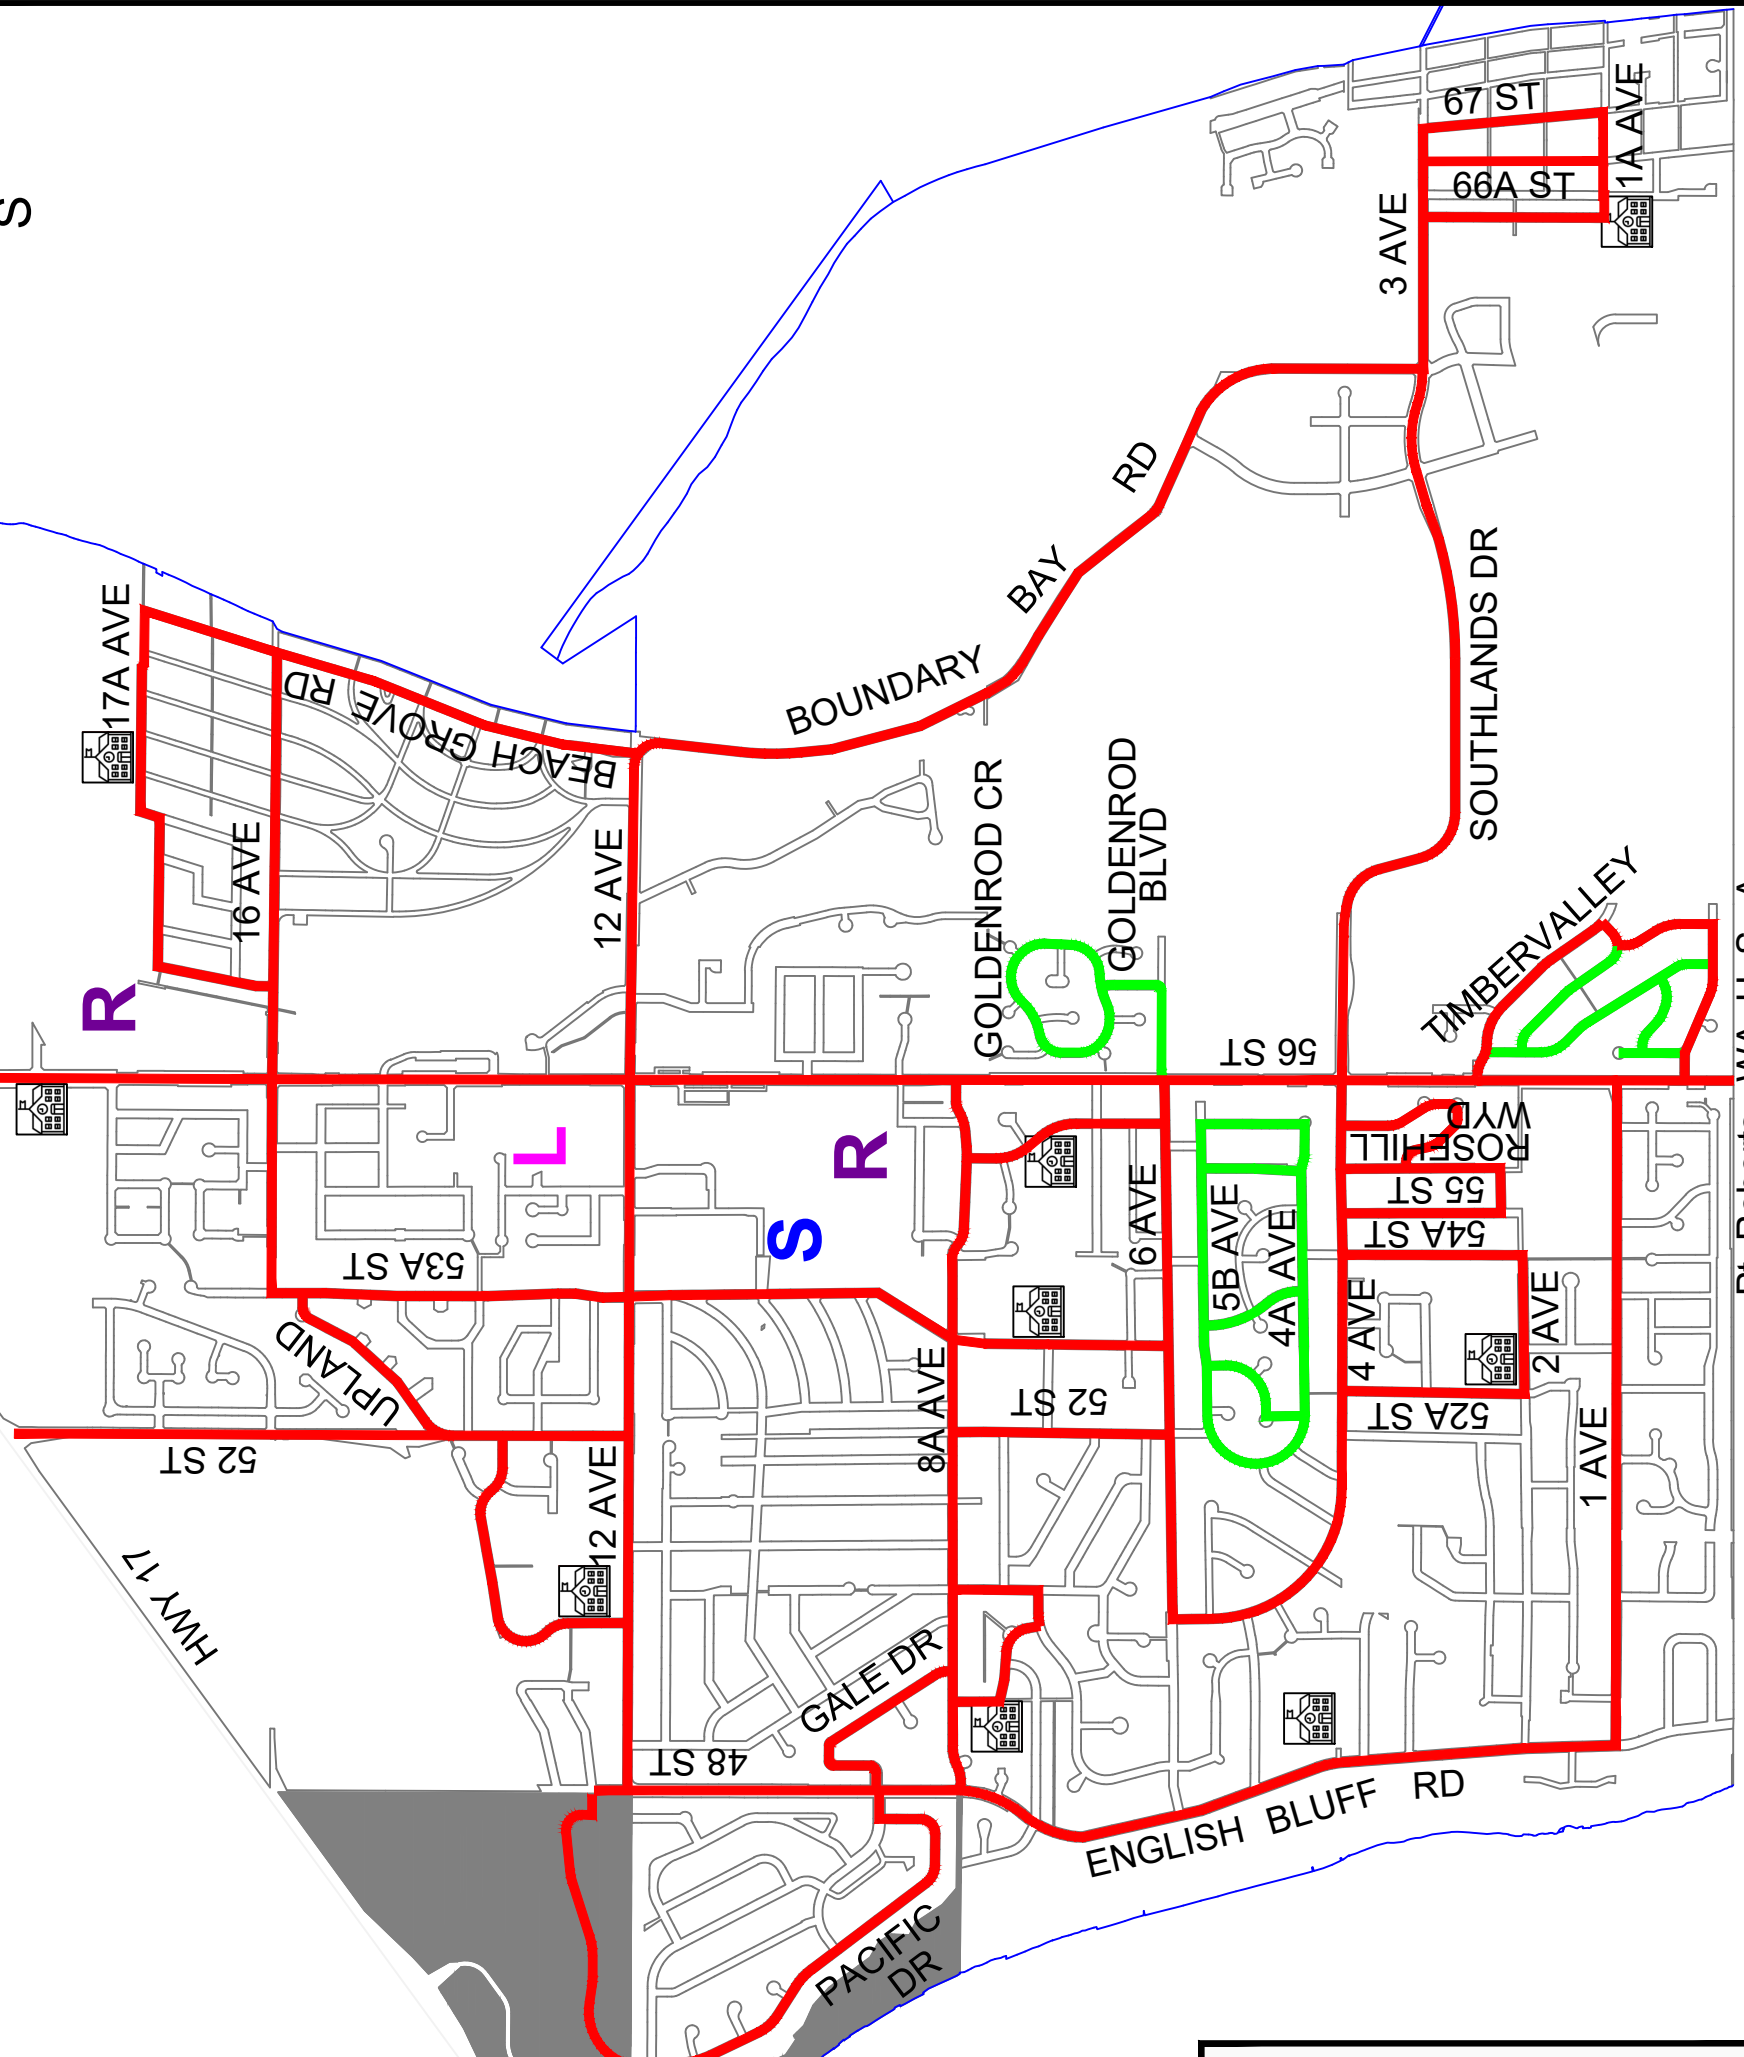 S
67 ST
1A AVE
66A ST
3 AVE
RD
BAY
BOUNDARY
SOUTHLANDS DR
17A AVE
BEACH GROVE RD
16 AVE
12 AVE
GOLDENROD CR
GOLDENROD
BLVD
TIMBERVALLEY
R
56 ST
L
R
S
ROSEHILL
WYD
55 ST
54A ST
6 AVE
5B AVE
4A AVE
4 AVE
2 AVE
53A ST
UPLAND
52 ST
52 ST
8A AVE
52A ST
1 AVE
12 AVE
HWY 17
GALE DR
48 ST
ENGLISH BLUFF RD
PACIFIC
DR